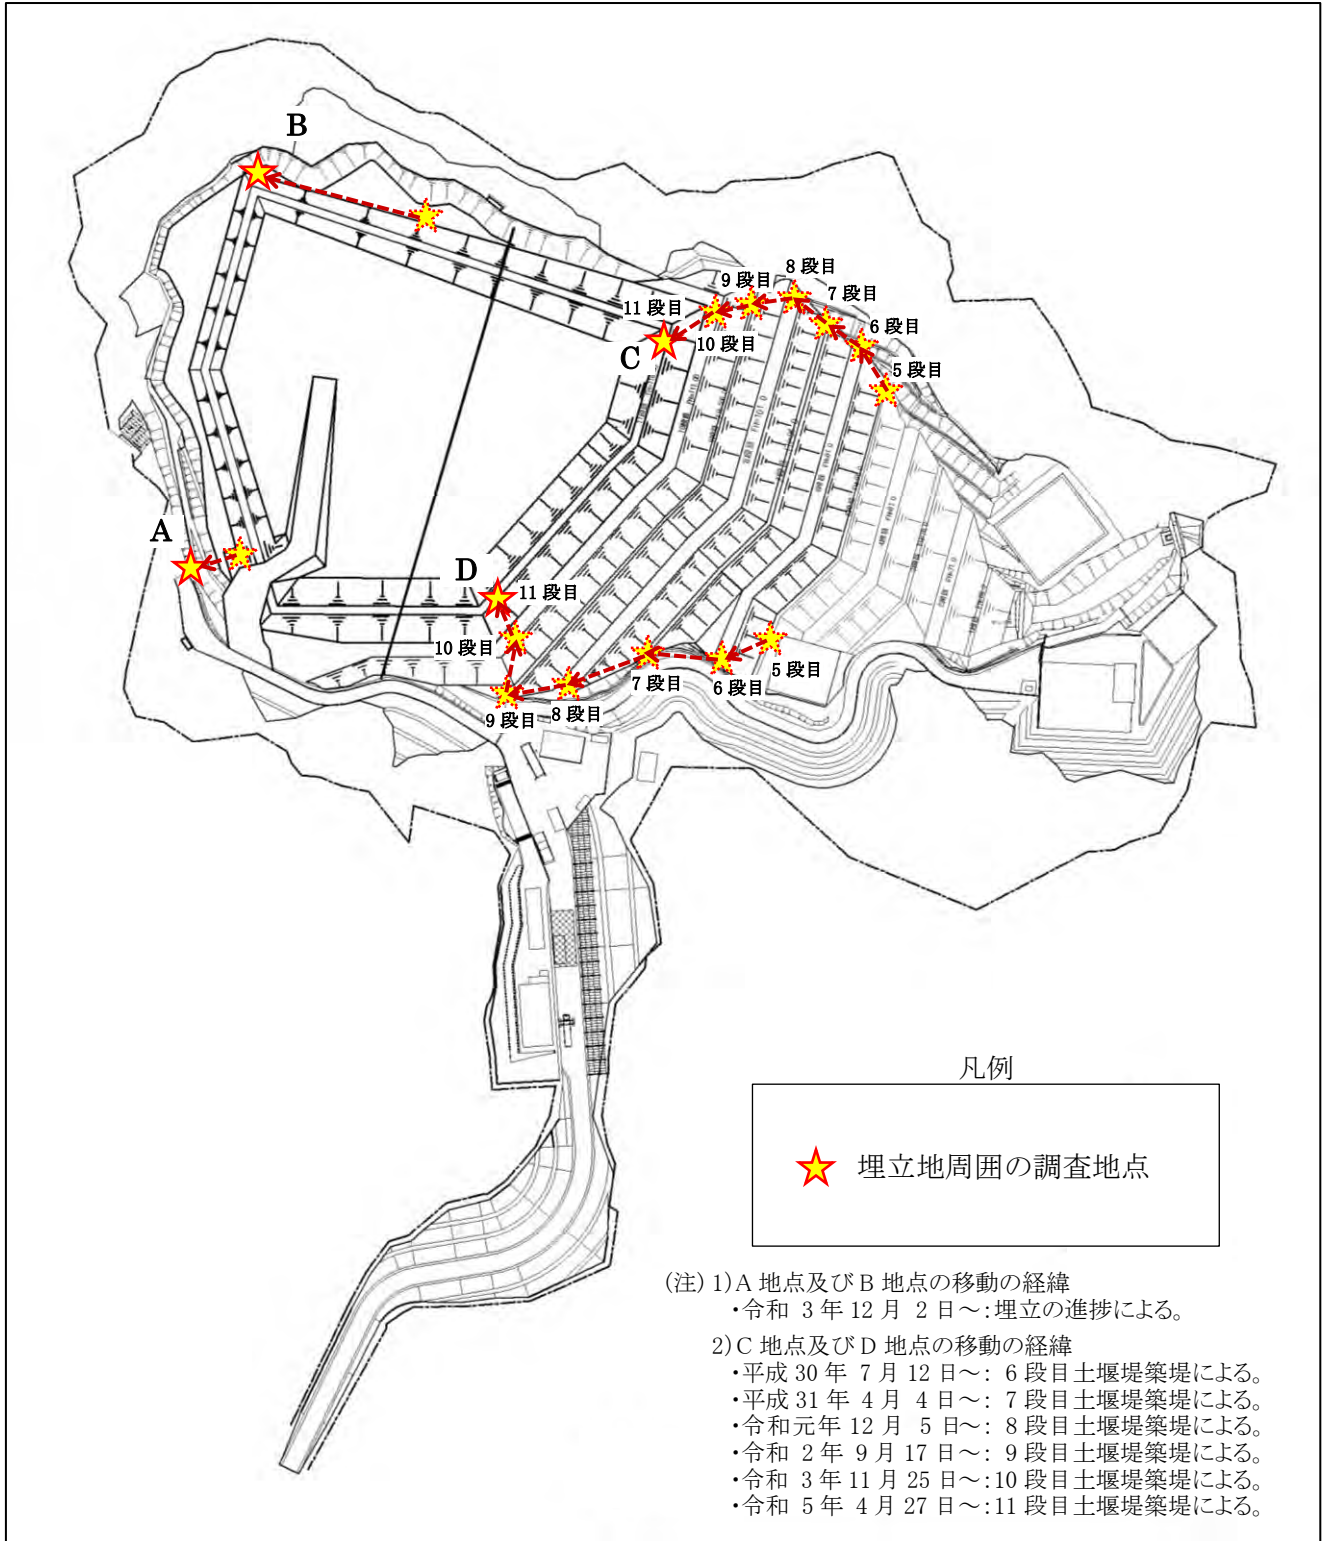 B
8 段目
9 段目
7 段目
11 段目
6 段目
10 段目
C
5 段目
A
D
11 段目
10 段目
5 段目
7 段目
6 段目
9 段目
8 段目
凡例
埋立地周囲の調査地点
(注) 1)A 地点及び B 地点の移動の経緯
・令和 3 年 12 月 2 日～:埋立の進捗による。
2)C 地点及び D 地点の移動の経緯
・平成 30 年 7 月 12 日～: 6 段目土堰堤築堤による。
・平成 31 年 4 月 4 日～: 7 段目土堰堤築堤による。
・令和元年 12 月 5 日～: 8 段目土堰堤築堤による。
・令和 2 年 9 月 17 日～: 9 段目土堰堤築堤による。
・令和 3 年 11 月 25 日～:10 段目土堰堤築堤による。
・令和 5 年 4 月 27 日～:11 段目土堰堤築堤による。